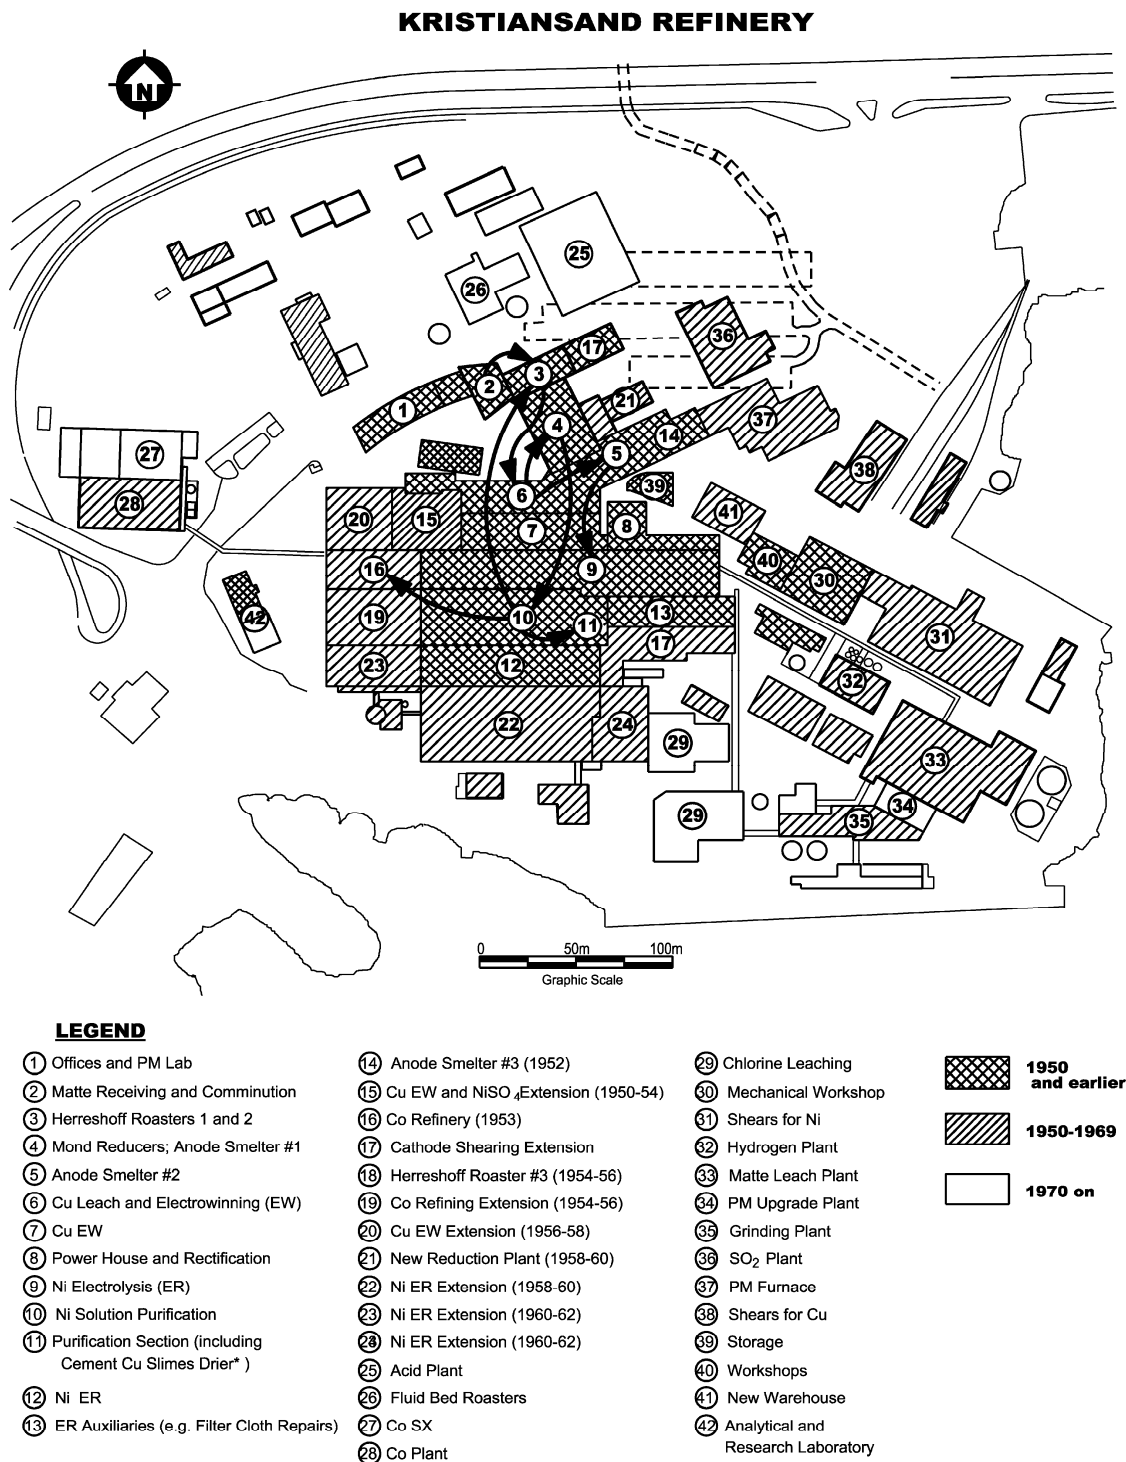 KRISTIANSAND REFINERY
N
25
26
36
17
3
2
21
1
4
37
5
14
27
38
39
28
6
41
20
15
8
7
40
9
16
30
42
19
10
11
13
31
17
23
12
32
22
24
29
33
34
29
35
0 50m 100m
Graphic Scale
LEGEND
1 Offices and PM Lab
2 Matte Receiving and Comminution
3 Herreshoff Roasters 1 and 2
4 Mond Reducers; Anode Smelter #1
5 Anode Smelter #2
6 Cu Leach and Electrowinning (EW)
7 Cu EW
8 Power House and Rectification
9 Ni Electrolysis (ER)
10 Ni Solution Purification
11 Purification Section (including
Cement Cu Slimes Drier* )
12 Ni ER
13 ER Auxiliaries (e.g. Filter Cloth Repairs)
14 Anode Smelter #3 (1952)
15 Cu EW and NiSO4Extension (1950-54)
16 Co Refinery (1953)
17 Cathode Shearing Extension
18 Herreshoff Roaster #3 (1954-56)
19 Co Refining Extension (1954-56)
20 Cu EW Extension (1956-58)
21 New Reduction Plant (1958-60)
22 Ni ER Extension (1958-60)
23 Ni ER Extension (1960-62)
24 Ni ER Extension (1960-62)
25 Acid Plant
26 Fluid Bed Roasters
27 Co SX
28 Co Plant
29 Chlorine Leaching
30 Mechanical Workshop
31 Shears for Ni
32 Hydrogen Plant
33 Matte Leach Plant
34 PM Upgrade Plant
35 Grinding Plant
36 SO2 Plant
37 PM Furnace
38 Shears for Cu
39 Storage
40 Workshops
41 New Warehouse
42 Analytical and
Research Laboratory
1950
and earlier
1950-1969
1970 on